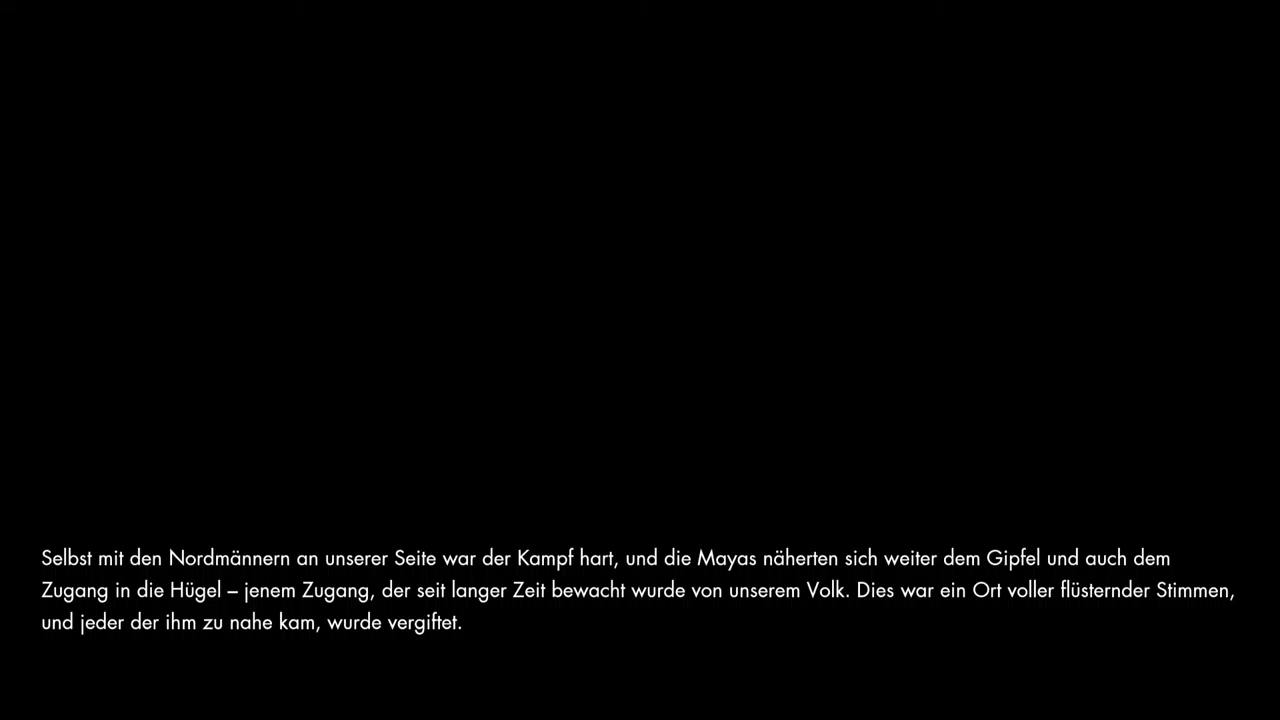 Selbst mit den Nordmännern an unserer Seite war der Kampf hart, und die Mayas näherten sich weiter dem Gipfel und auch dem
Zugang in die Hügel – jenem Zugang, der seit langer Zeit bewacht wurde von unserem Volk. Dies war ein Ort voller flüsternder Stimmen,
und jeder der ihm zu nahe kam, wurde vergiftet.